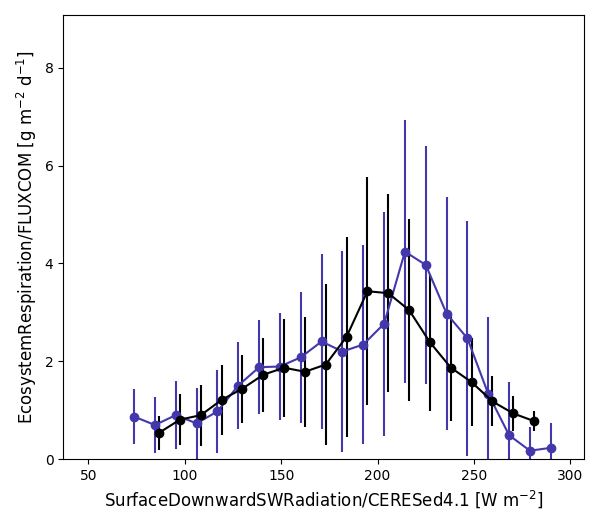 EcosystemRespiration/FLUXCOM [g m⁻² d⁻¹]
8
6
4
2
0
50 100 150 200 250 300
SurfaceDownwardSWRadiation/CERESed4.1 [W m⁻²]